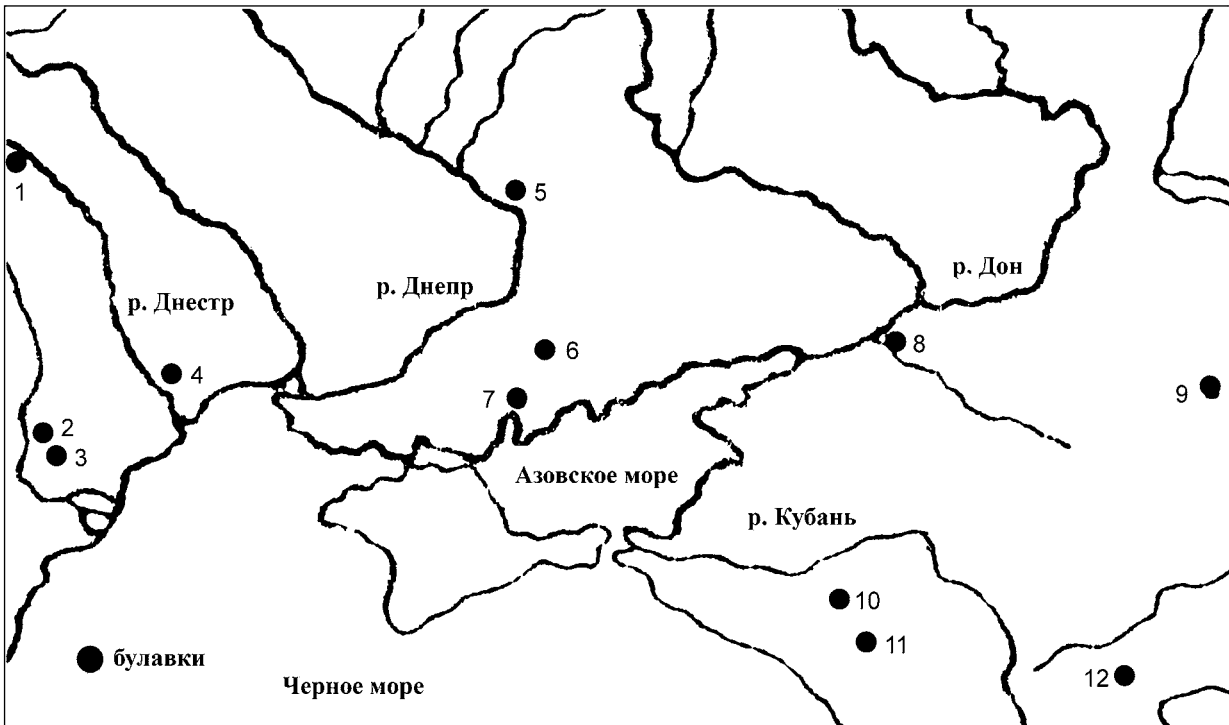 1
5
р. Дон
р. Днепр
р. Днестр
8
6
4
9
7
2
3
Азовское море
р. Кубань
10
11
булавки
12
Черное море